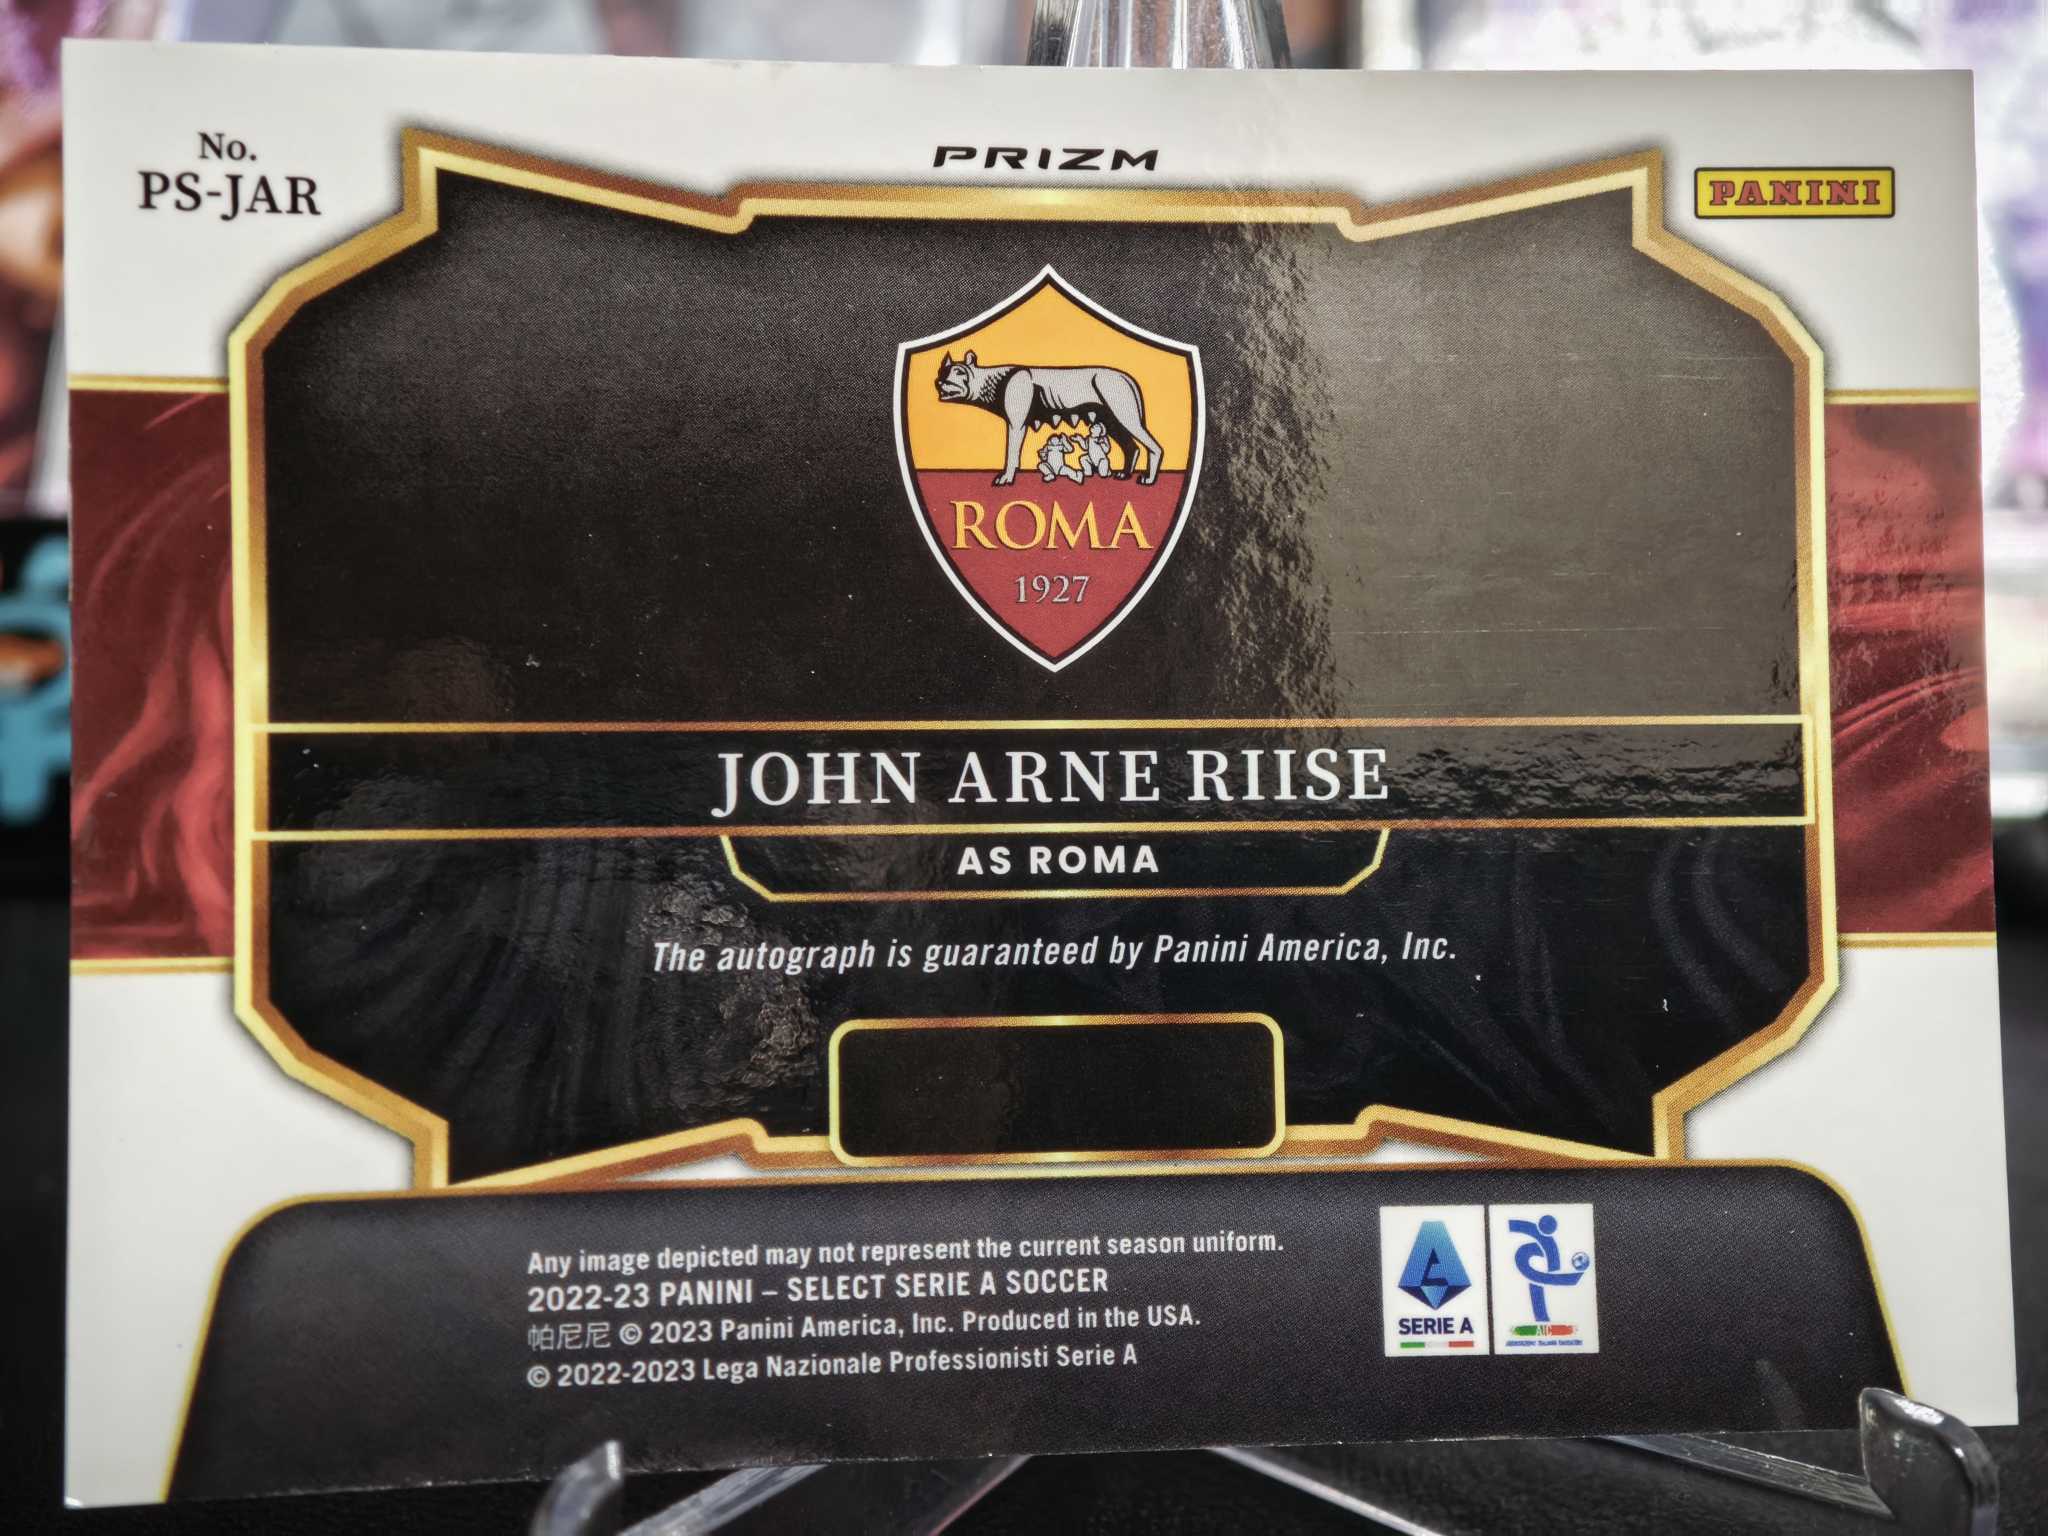 No.
PS-JAR
PRIZM
PANINI
ROMA
1927
JOHN ARNE RIISE
AS ROMA
The autograph is guaranteed by Panini America, Inc.
Any image depicted may not represent the current season uniform.
2022-23 PANINI – SELECT SERIE A SOCCER
帕尼尼 © 2023 Panini America, Inc. Produced in the USA.
© 2022-2023 Lega Nazionale Professionisti Serie A
SERIE A
AIC